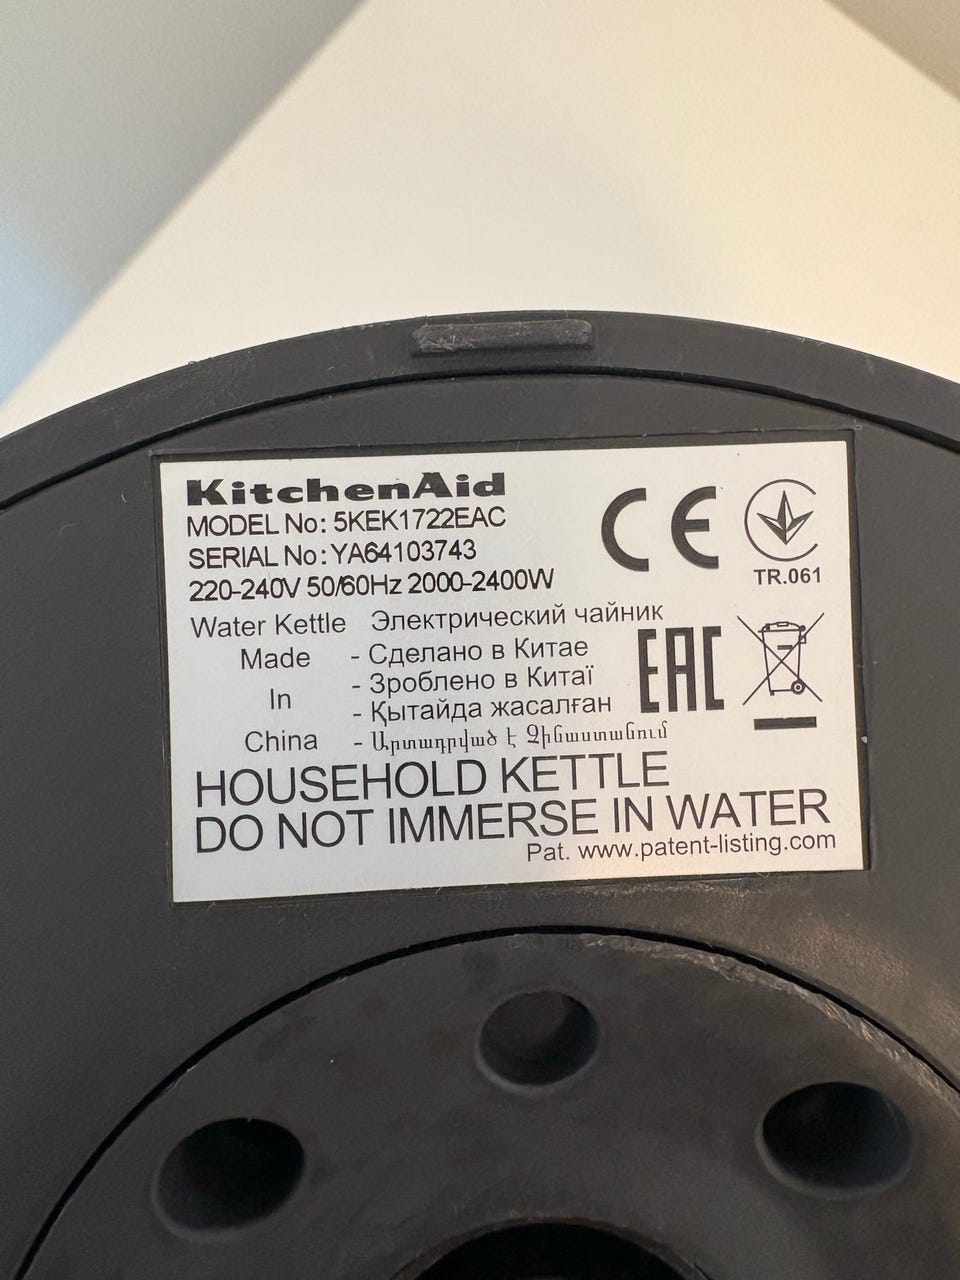 KitchenAid
MODEL No: 5KEK1722EAC
SERIAL No: YA64103743
220-240V 50/60Hz 2000-2400W
CE
TR.061
Water Kettle Электрический чайник
Made - Сделано в Китае
In - Зроблено в Китаї
- Қытайда жасалған
China - Արտադրված է Չինաստանում
EAC
HOUSEHOLD KETTLE
DO NOT IMMERSE IN WATER
Pat. www.patent-listing.com